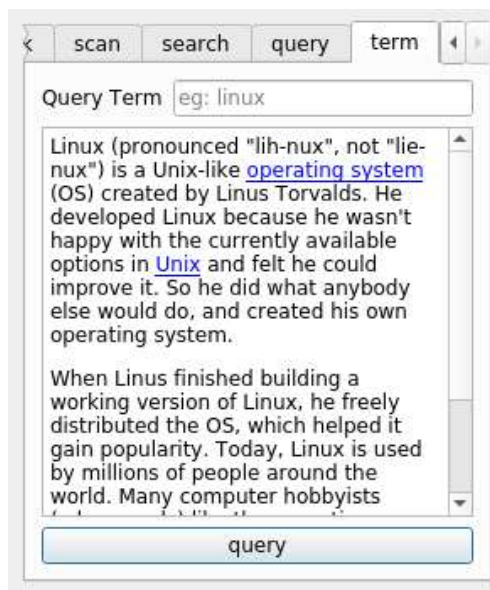 scan search query term
Query Term eg: linux
Linux (pronounced "lih-nux", not "lie-
nux") is a Unix-like operating system
(OS) created by Linus Torvalds. He
developed Linux because he wasn't
happy with the currently available
options in Unix and felt he could
improve it. So he did what anybody
else would do, and created his own
operating system.
When Linus finished building a
working version of Linux, he freely
distributed the OS, which helped it
gain popularity. Today, Linux is used
by millions of people around the
world. Many computer hobbyists
query